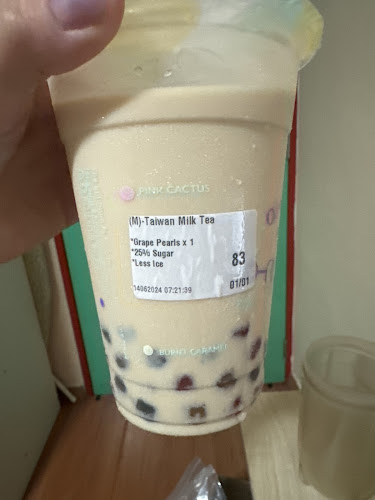 PINK CACTUS
(M)-Taiwan Milk Tea
*Grape Pearls x 1
*25% Sugar
*Less Ice
83
14062024 07:21:39
01/01
BURNT CARAMEL